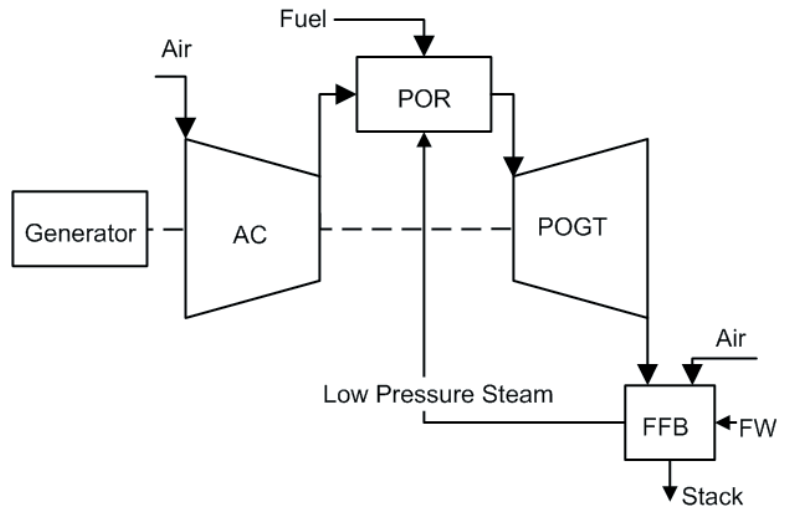 Fuel
Air
POR
Generator
AC
POGT
Air
Low Pressure Steam
FFB
FW
Stack